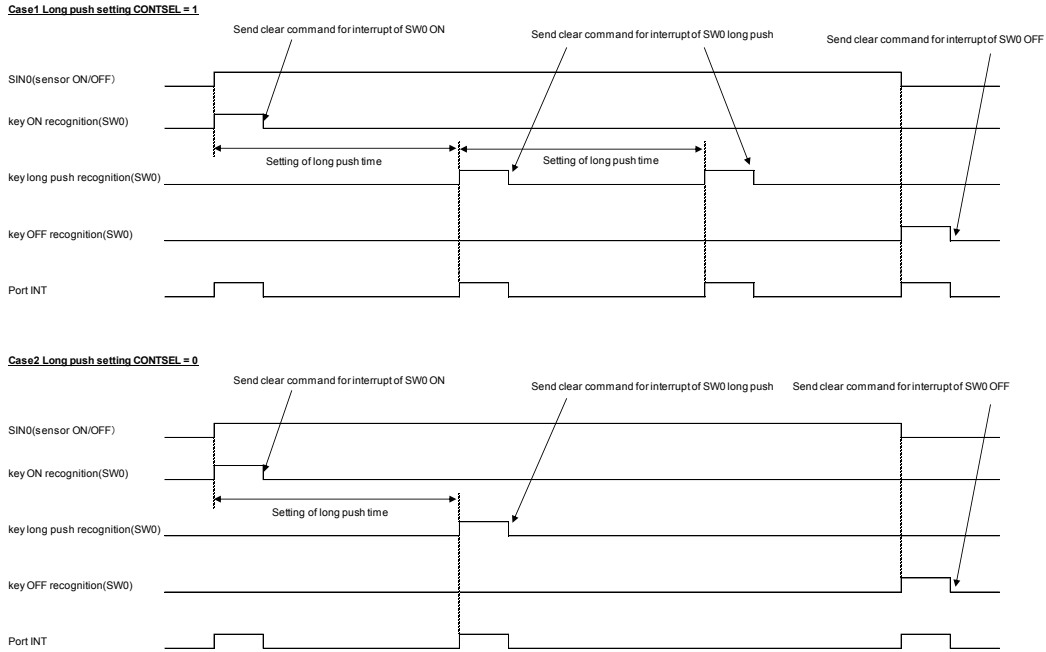 Case1 Long push setting CONTSEL = 1
Send clear command for interrupt of SW0 ON
Send clear command for interrupt of SW0 long push
Send clear command for interrupt of SW0 OFF
SIN0(sensor ON/OFF)
key ON recognition(SW0)
Setting of long push time
Setting of long push time
key long push recognition(SW0)
key OFF recognition(SW0)
Port INT
Case2 Long push setting CONTSEL = 0
Send clear command for interrupt of SW0 ON
Send clear command for interrupt of SW0 long push
Send clear command for interrupt of SW0 OFF
SIN0(sensor ON/OFF)
key ON recognition(SW0)
Setting of long push time
key long push recognition(SW0)
key OFF recognition(SW0)
Port INT